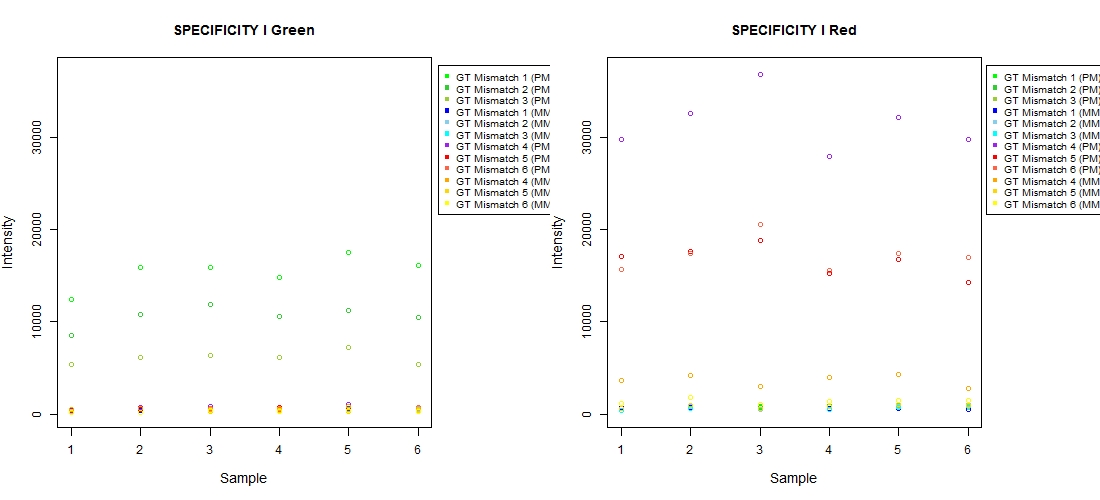 SPECIFICITY I Green
Intensity
30000
20000
10000
0
1 2 3 4 5 6
Sample
GT Mismatch 1 (PM
GT Mismatch 2 (PM
GT Mismatch 3 (PM
GT Mismatch 1 (MM
GT Mismatch 2 (MM
GT Mismatch 3 (MM
GT Mismatch 4 (PM
GT Mismatch 5 (PM
GT Mismatch 6 (PM
GT Mismatch 4 (MM
GT Mismatch 5 (MM
GT Mismatch 6 (MM
SPECIFICITY I Red
Intensity
30000
20000
10000
0
1 2 3 4 5 6
Sample
GT Mismatch 1 (PM)
GT Mismatch 2 (PM)
GT Mismatch 3 (PM)
GT Mismatch 1 (MM
GT Mismatch 2 (MM
GT Mismatch 3 (MM
GT Mismatch 4 (PM)
GT Mismatch 5 (PM)
GT Mismatch 6 (PM)
GT Mismatch 4 (MM
GT Mismatch 5 (MM
GT Mismatch 6 (MM